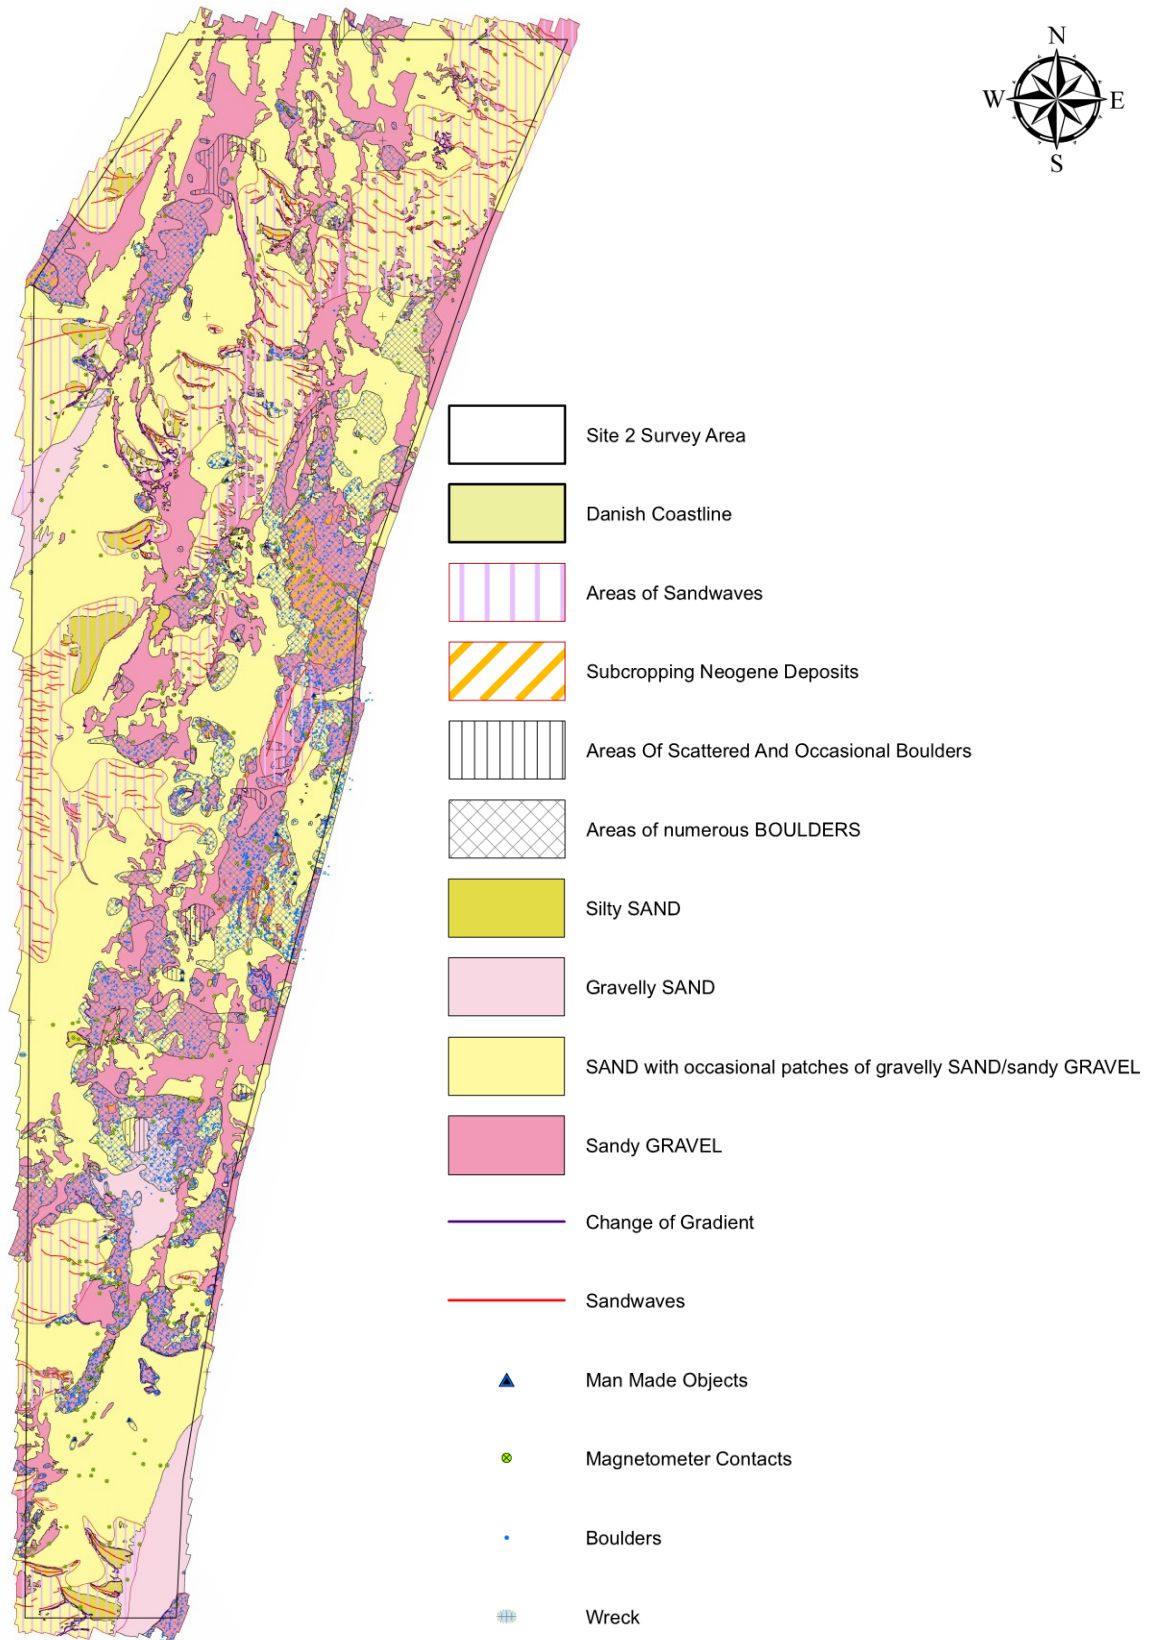 N
W E
S
Site 2 Survey Area
Danish Coastline
Areas of Sandwaves
Subcropping Neogene Deposits
Areas Of Scattered And Occasional Boulders
Areas of numerous BOULDERS
Silty SAND
Gravelly SAND
SAND with occasional patches of gravelly SAND/sandy GRAVEL
Sandy GRAVEL
Change of Gradient
Sandwaves
Man Made Objects
Magnetometer Contacts
Boulders
Wreck